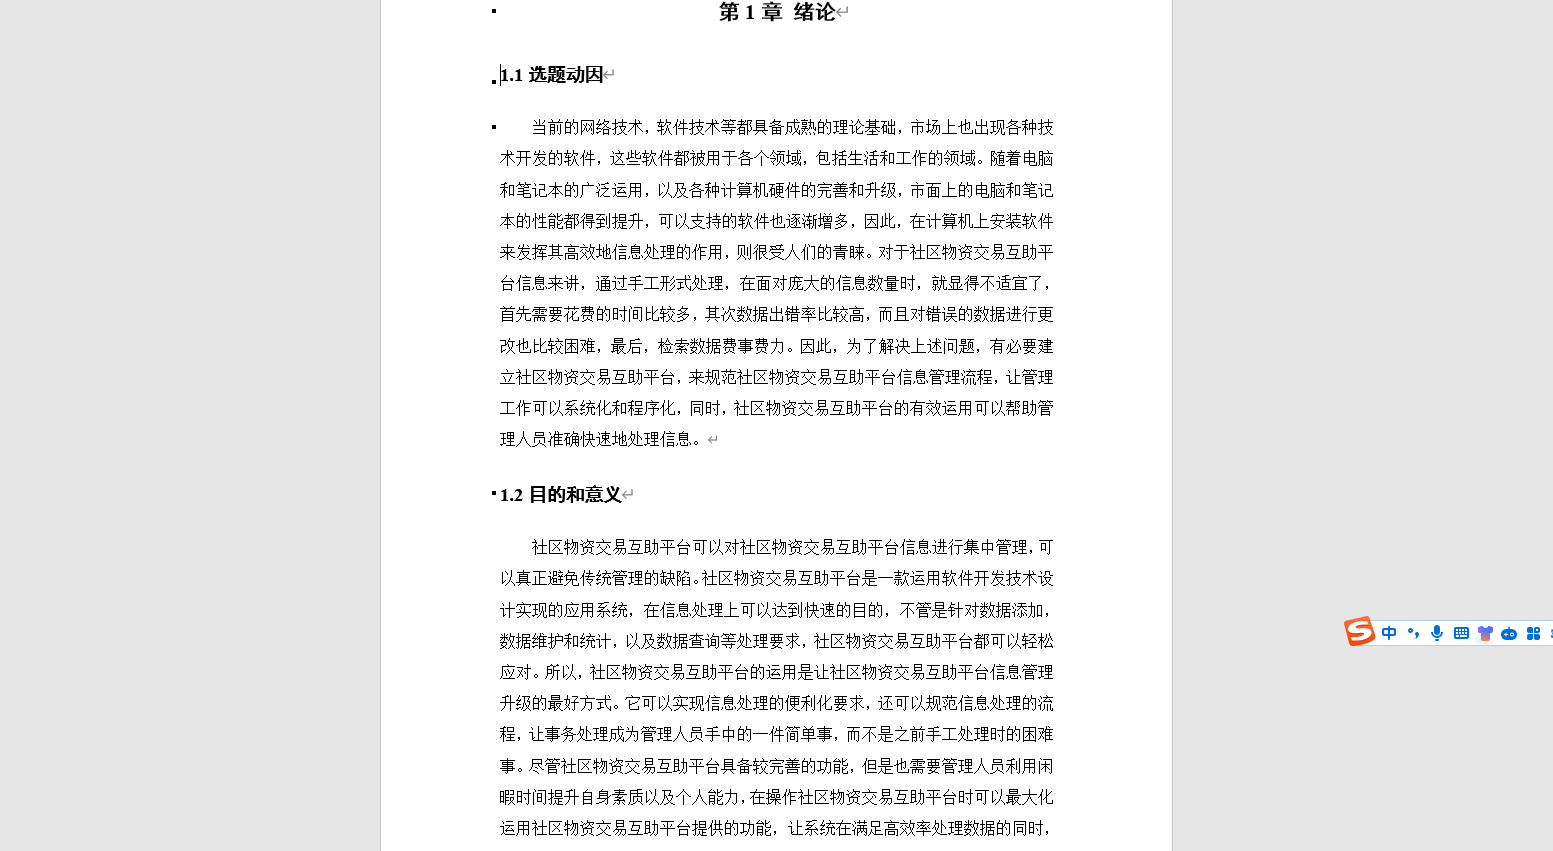 第 1 章 绪论
1.1 选题动因
当前的网络技术，软件技术等都具备成熟的理论基础，市场上也出现各种技
术开发的软件，这些软件都被用于各个领域，包括生活和工作的领域。随着电脑
和笔记本的广泛运用，以及各种计算机硬件的完善和升级，市面上的电脑和笔记
本的性能都得到提升，可以支持的软件也逐渐增多，因此，在计算机上安装软件
来发挥其高效地信息处理的作用，则很受人们的青睐。对于社区物资交易互助平
台信息来讲，通过手工形式处理，在面对庞大的信息数量时，就显得不适宜了，
首先需要花费的时间比较多，其次数据出错率比较高，而且对错误的数据进行更
改也比较困难，最后，检索数据费事费力。因此，为了解决上述问题，有必要建
立社区物资交易互助平台，来规范社区物资交易互助平台信息管理流程，让管理
工作可以系统化和程序化，同时，社区物资交易互助平台的有效运用可以帮助管
理人员准确快速地处理信息。
1.2 目的和意义
社区物资交易互助平台可以对社区物资交易互助平台信息进行集中管理，可
以真正避免传统管理的缺陷。社区物资交易互助平台是一款运用软件开发技术设
计实现的应用系统，在信息处理上可以达到快速的目的，不管是针对数据添加，
数据维护和统计，以及数据查询等处理要求，社区物资交易互助平台都可以轻松
应对。所以，社区物资交易互助平台的运用是让社区物资交易互助平台信息管理
升级的最好方式。它可以实现信息处理的便利化要求，还可以规范信息处理的流
程，让事务处理成为管理人员手中的一件简单事，而不是之前手工处理时的困难
事。尽管社区物资交易互助平台具备较完善的功能，但是也需要管理人员利用闲
暇时间提升自身素质以及个人能力，在操作社区物资交易互助平台时可以最大化
运用社区物资交易互助平台提供的功能，让系统在满足高效率处理数据的同时，
中